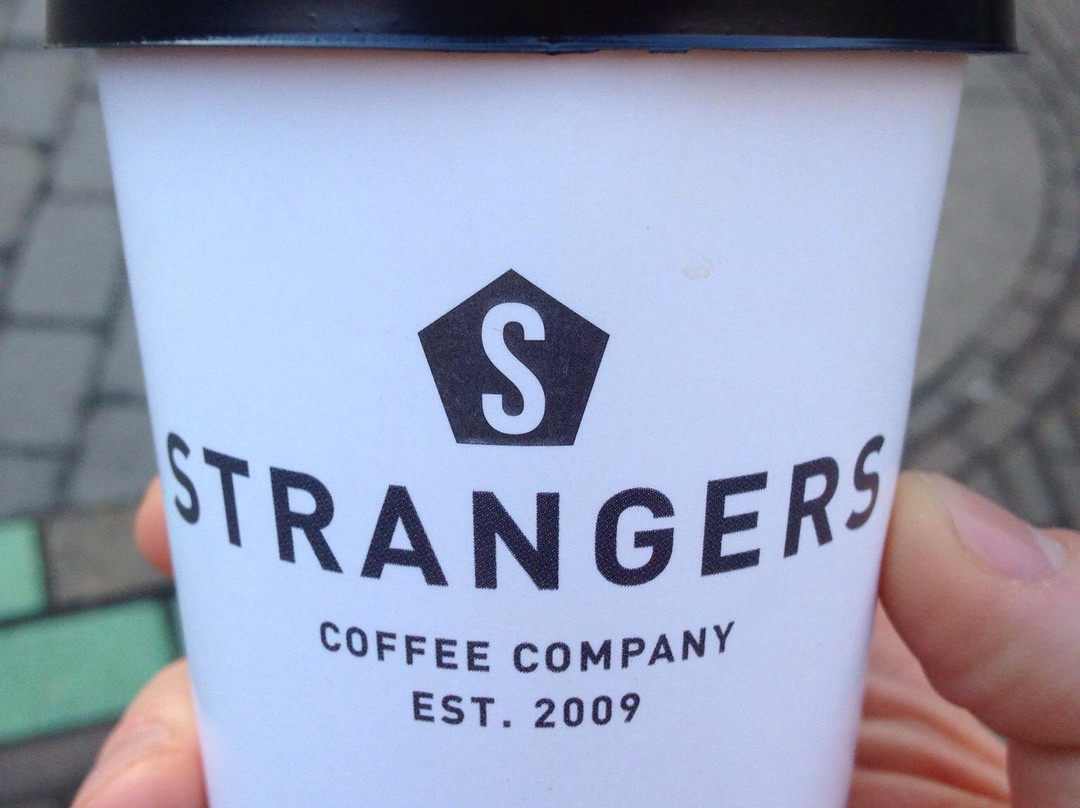 S
STRANGERS
COFFEE COMPANY
EST. 2009